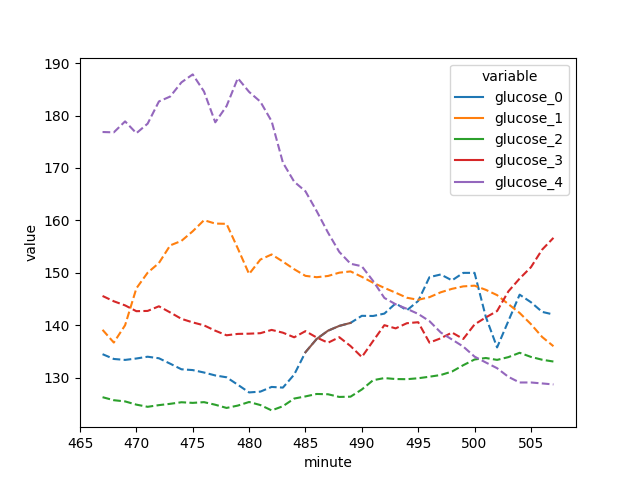 variable
glucose_0
glucose_1
glucose_2
glucose_3
glucose_4
value
190
180
170
160
150
140
130
465 470 475 480 485 490 495 500 505
minute